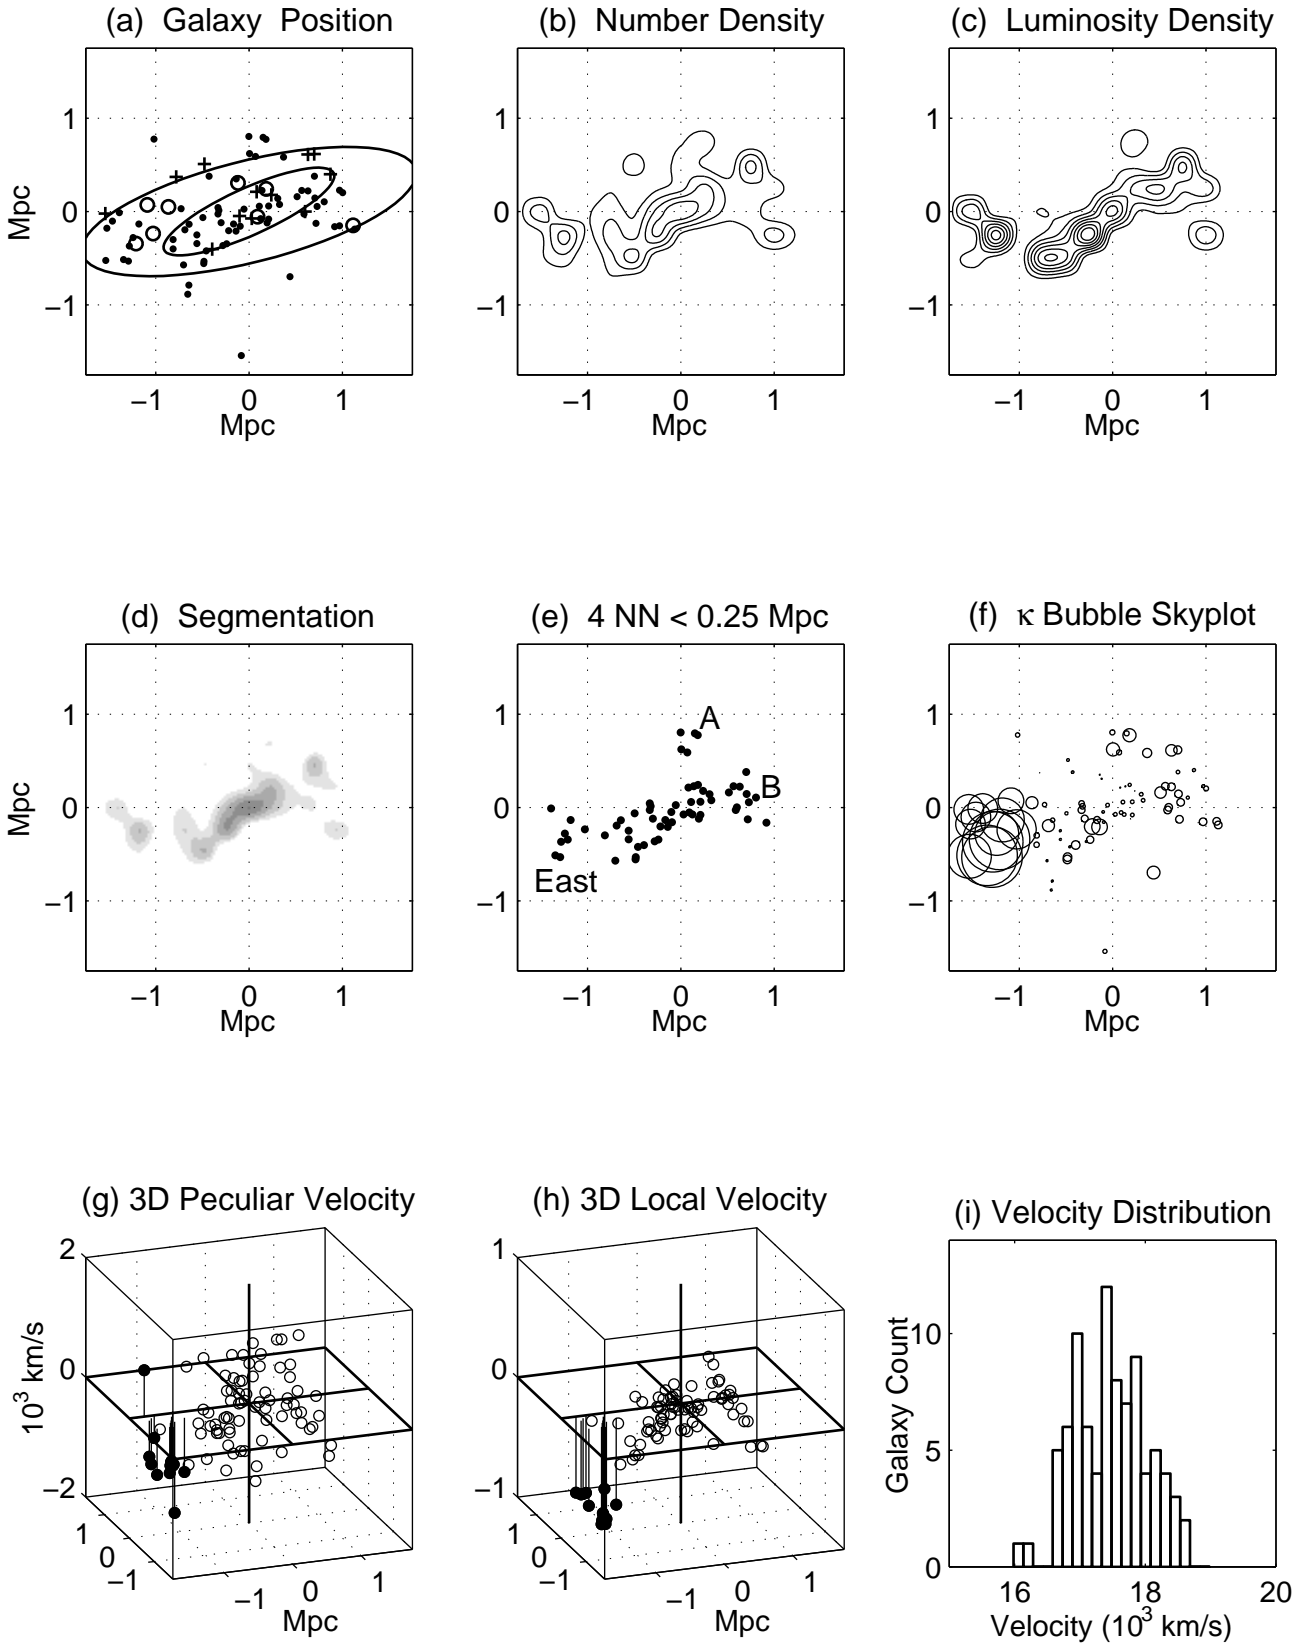 (a) Galaxy Position
(b) Number Density
(c) Luminosity Density
Mpc
1
0
−1
−1 0 1
Mpc
1
0
−1
−1 0 1
Mpc
1
0
−1
−1 0 1
Mpc
(d) Segmentation
(e) 4 NN < 0.25 Mpc
(f) κ Bubble Skyplot
Mpc
1
0
−1
−1 0 1
Mpc
1
0
−1
A
B
East
−1 0 1
Mpc
1
0
−1
−1 0 1
Mpc
(g) 3D Peculiar Velocity
(h) 3D Local Velocity
(i) Velocity Distribution
10³ km/s
2
0
−2
1
0
−1
−1
0
1
Mpc
1
0
−1
1
0
−1
−1
0
1
Mpc
Galaxy Count
10
5
0
16 18 20
Velocity (10³ km/s)